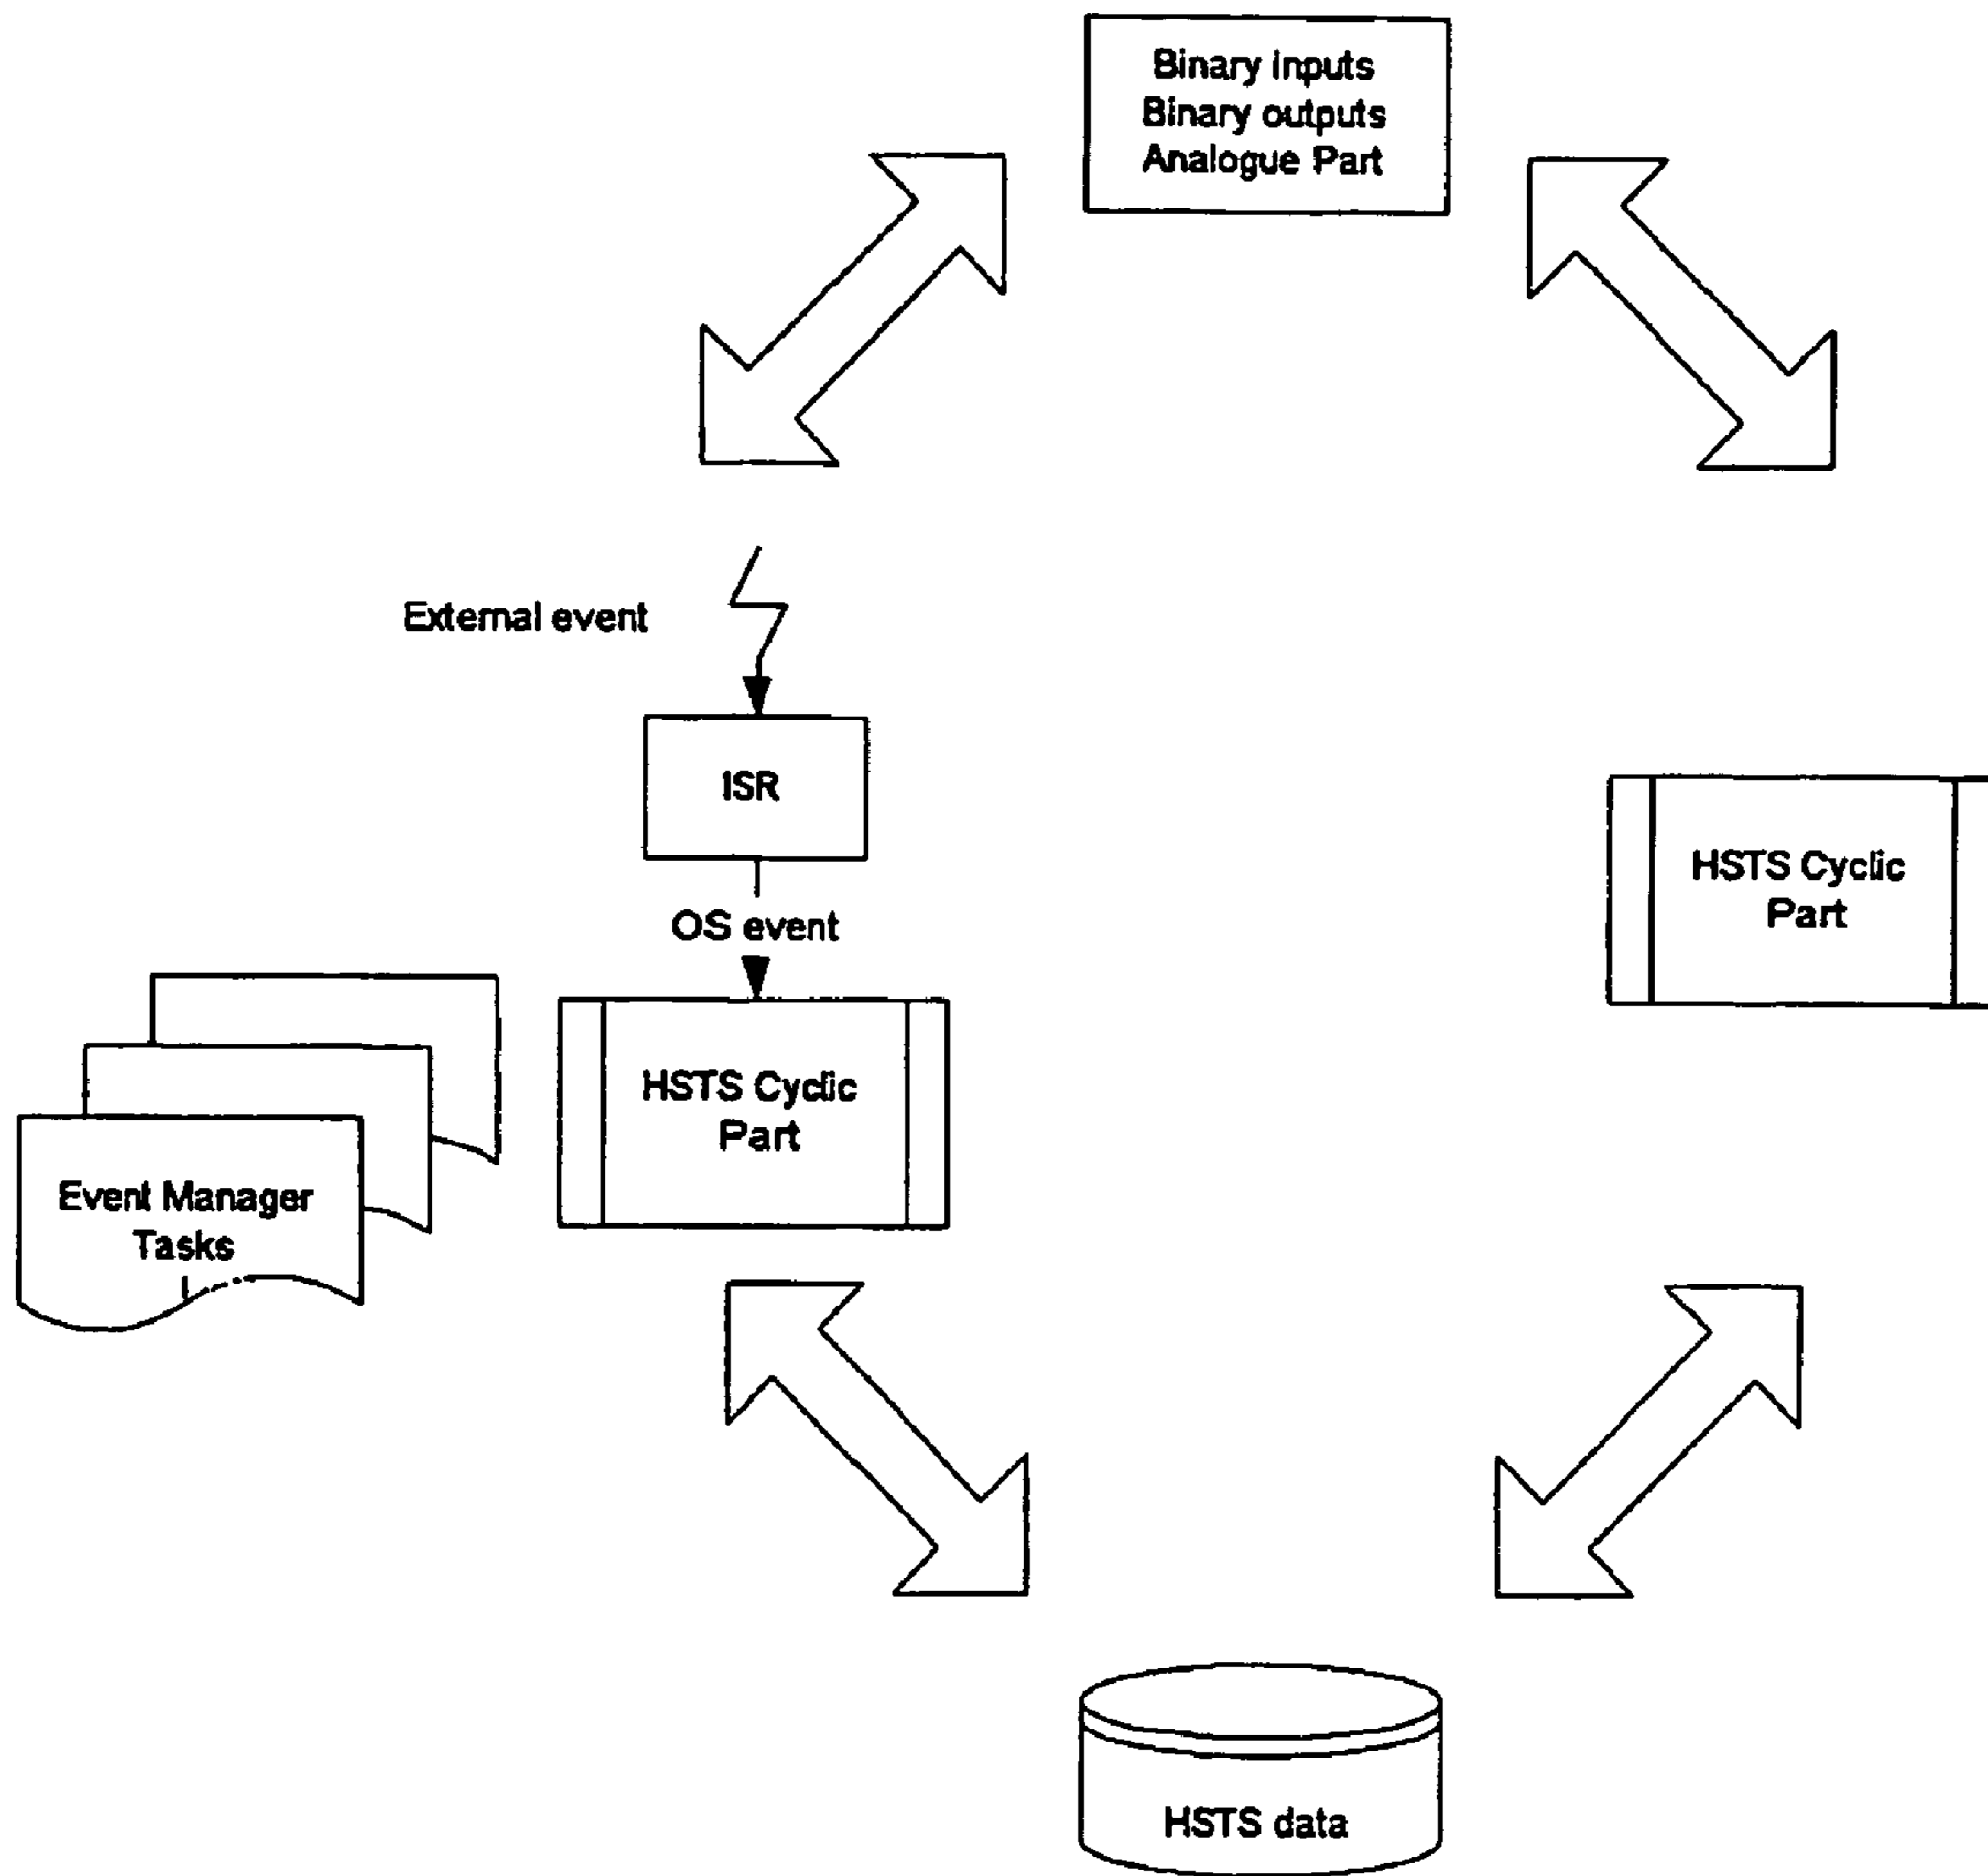 Binary Inputs
Binary outputs
Analogue Part
External event
ISR
OS event
HSTS Cyclic
Part
HSTS Cyclic
Part
Event Manager
Tasks
HSTS data